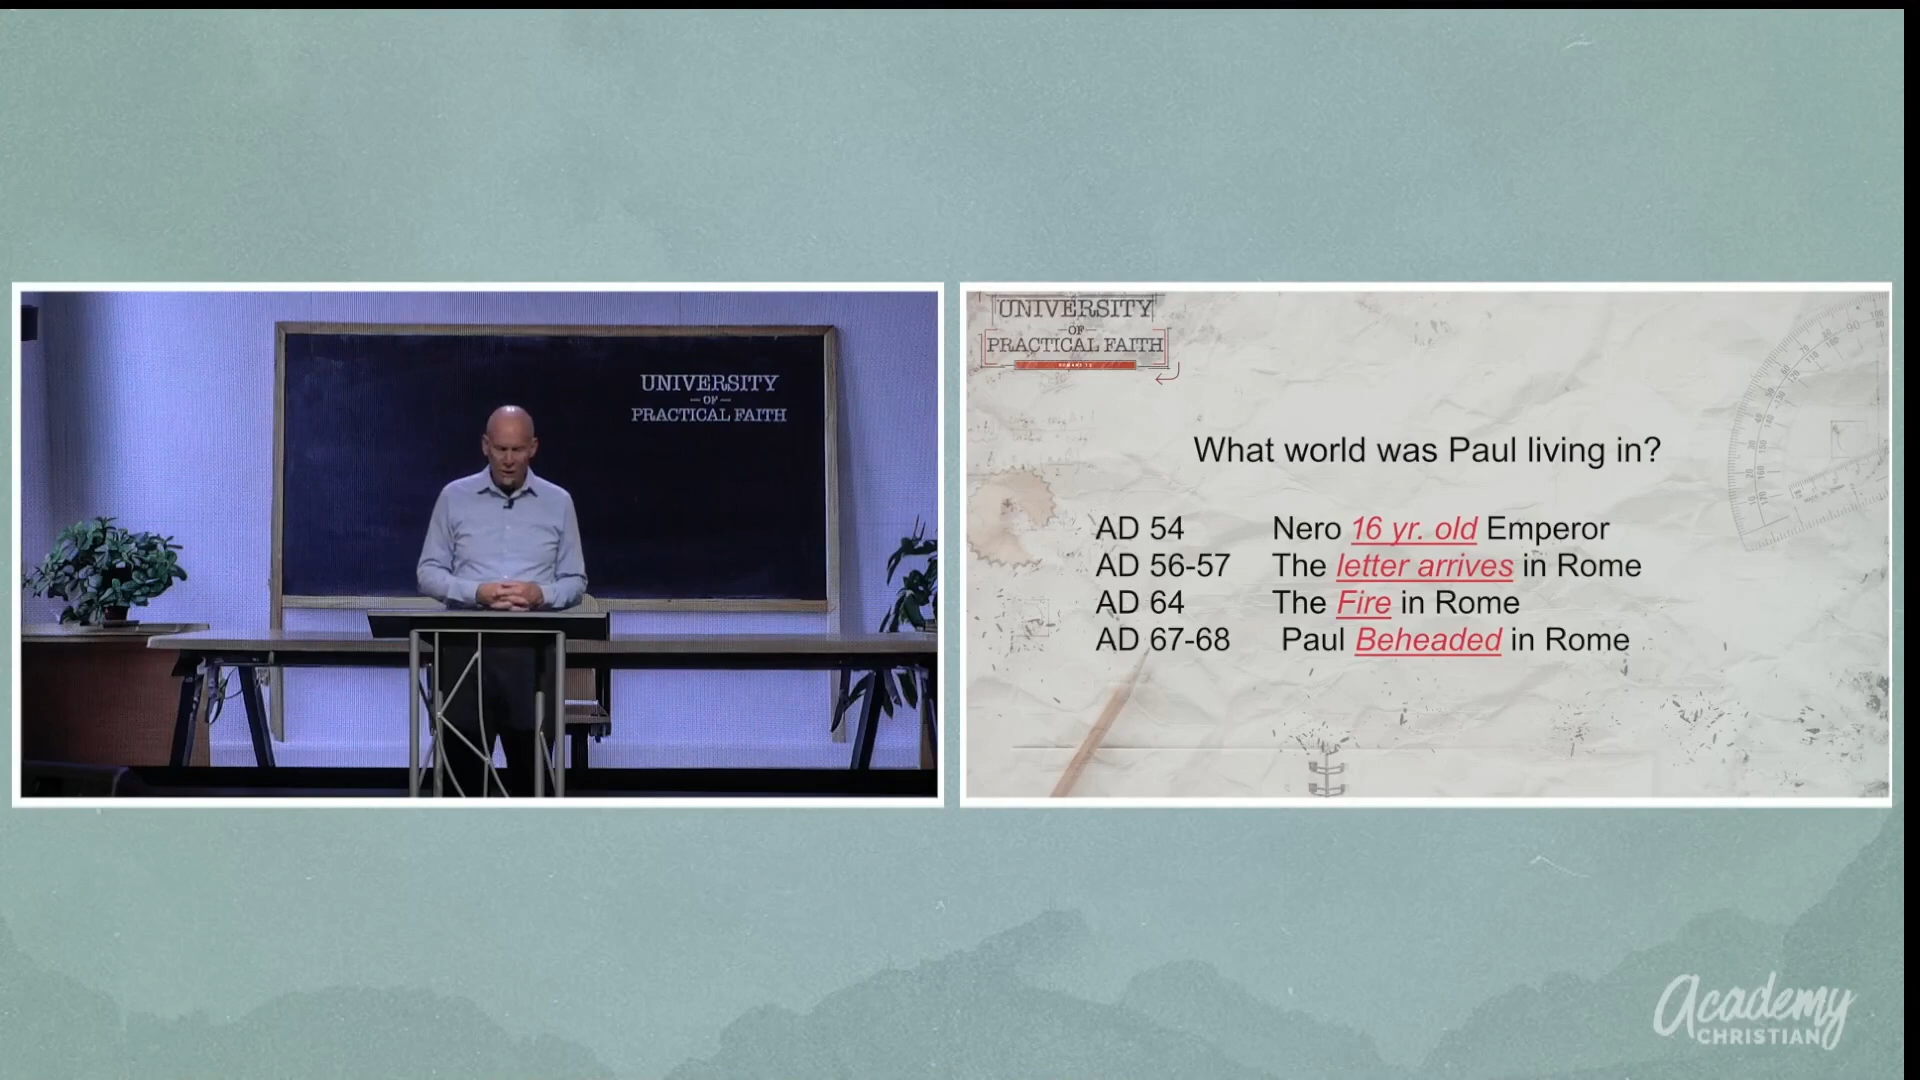 UNIVERSITY
OF
PRACTICAL FAITH
UNIVERSITY
OF
PRACTICAL FAITH
ROMANS 12
What world was Paul living in?
AD 54 Nero 16 yr. old Emperor
AD 56-57 The letter arrives in Rome
AD 64 The Fire in Rome
AD 67-68 Paul Beheaded in Rome
academy
CHRISTIAN